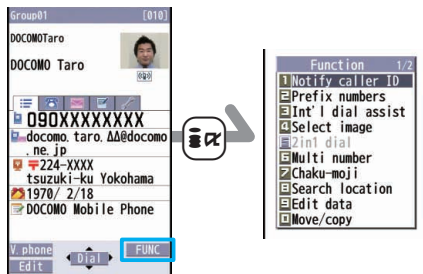 Group01 [010]
DOCOMOTaro
DOCOMO Taro
090XXXXXXXX
docomo.taro.ΔΔ@docomo
.ne.jp
〒224-XXXX
tsuzuki-ku Yokohama
1970/ 2/18
DOCOMO Mobile Phone
V.phone Dial FUNC
Edit
iα
Function 1/2
1 Notify caller ID
2 Prefix numbers
3 Int'l dial assist
4 Select image
5 2in1 dial
6 Multi number
7 Chaku-moji
8 Search location
9 Edit data
0 Move/copy